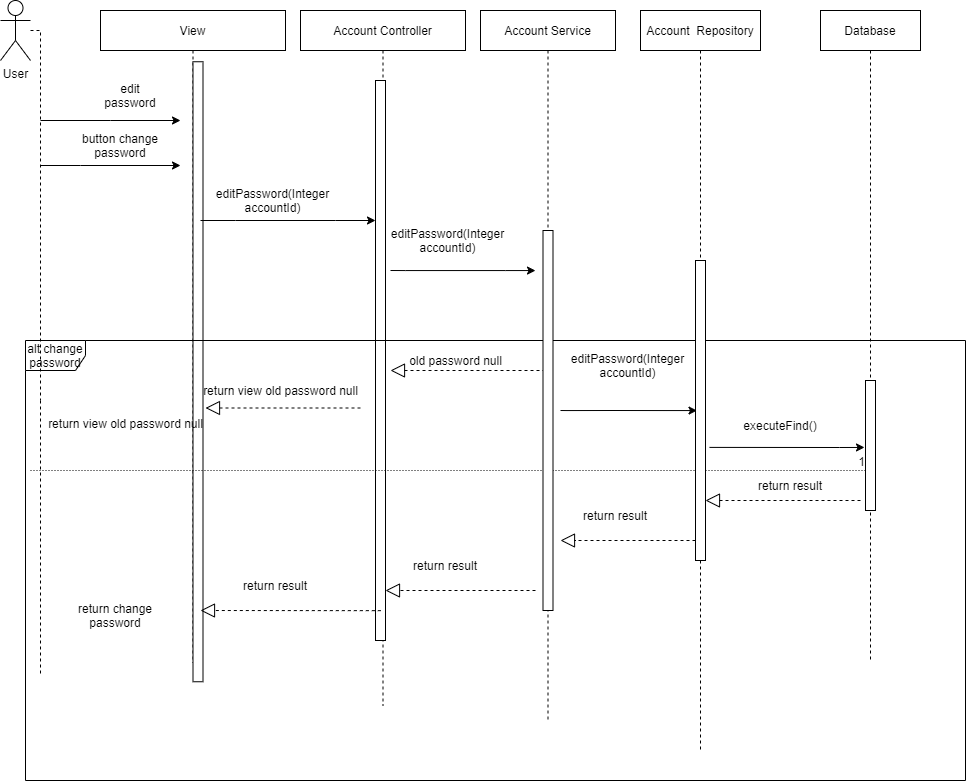 View
Account Controller
Account Service
Account  Repository
Database
User
edit
password
button change
password
editPassword(Integer
accountId)
editPassword(Integer
accountId)
alt change
password
old password null
editPassword(Integer
accountId)
return view old password null
return view old password null
executeFind()
1
return result
return result
return result
return result
return change
password